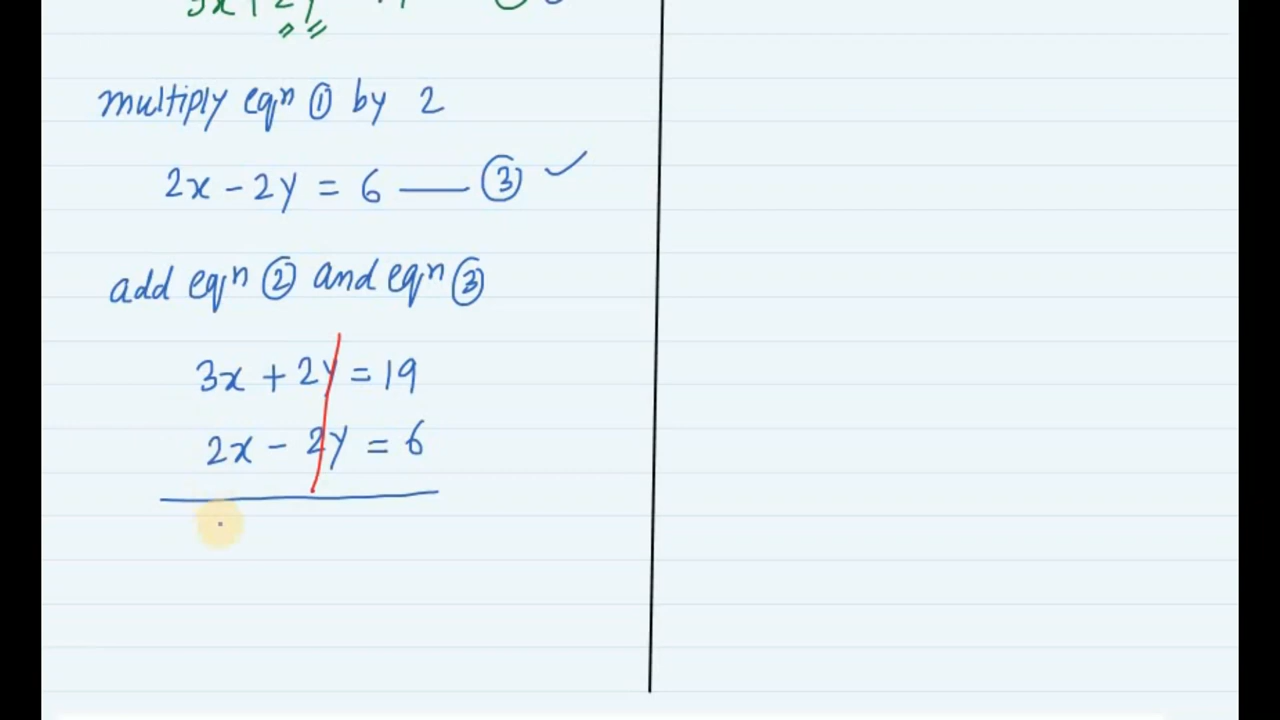 multiply eqⁿ ① by 2
2x - 2y = 6 —— ③ ✓
add eqⁿ ② and eqⁿ ③
3x + 2y = 19
2x - 2y = 6